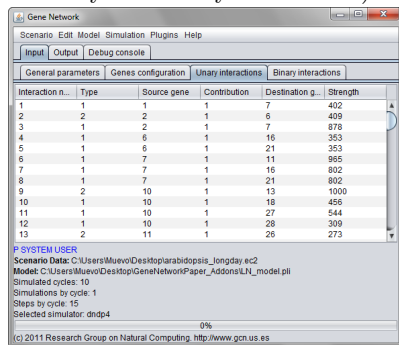 Gene Network
Scenario Edit Model Simulation Plugins Help
Input Output Debug console
General parameters Genes configuration Unary interactions Binary interactions
Interaction n... Type Source gene Contribution Destination g... Strength
1 1 1 1 7 402
2 2 2 1 6 409
3 1 2 1 7 878
4 1 6 1 16 353
5 1 6 1 21 353
6 1 7 1 11 965
7 1 7 1 16 802
8 1 7 1 21 802
9 2 10 1 13 1000
10 1 10 1 18 456
11 1 10 1 27 544
12 1 10 1 28 309
13 2 11 1 26 273
P SYSTEM USER
Scenario Data: C:\Users\Muevo\Desktop\arabidopsis_longday.ec2
Model: C:\Users\Muevo\Desktop\GeneNetworkPaper_Addons\LN_model.pli
Simulated cycles: 10
Simulations by cycle: 1
Steps by cycle: 15
Selected simulator: dndp4
0%
(c) 2011 Research Group on Natural Computing. http://www.gcn.us.es